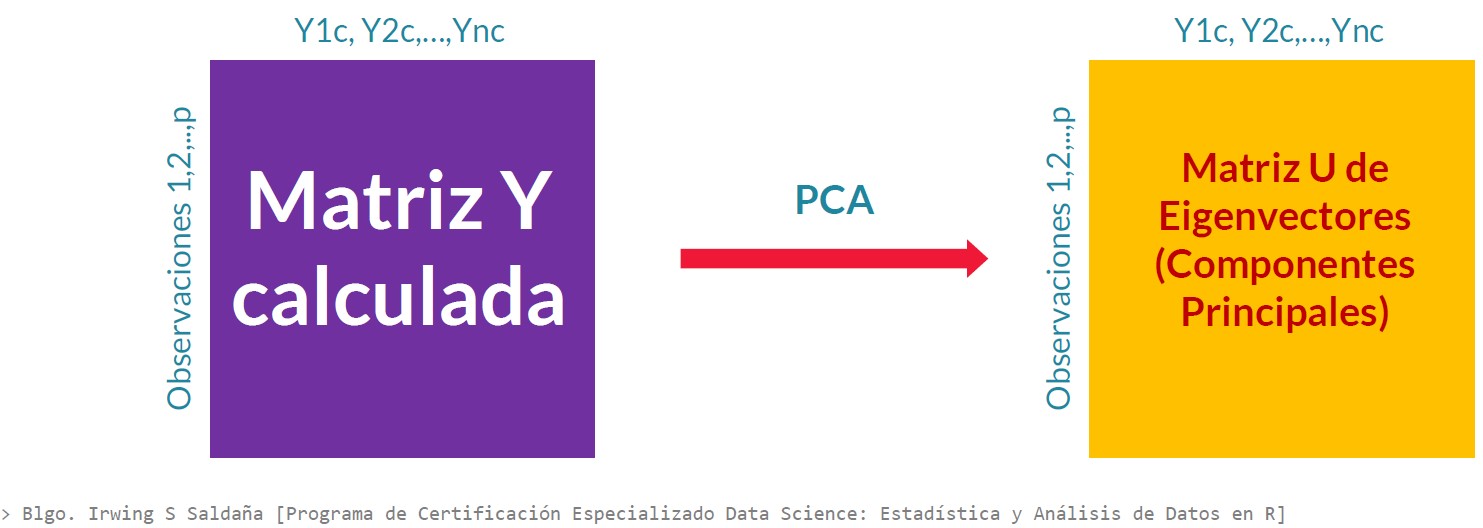 Y1c, Y2c,...,Ync
Observaciones 1,2,..,p
Matriz Y
calculada
PCA
Y1c, Y2c,...,Ync
Observaciones 1,2,..,p
Matriz U de
Eigenvectores
(Componentes
Principales)
> Blgo. Irwing S Saldaña [Programa de Certificación Especializado Data Science: Estadística y Análisis de Datos en R]